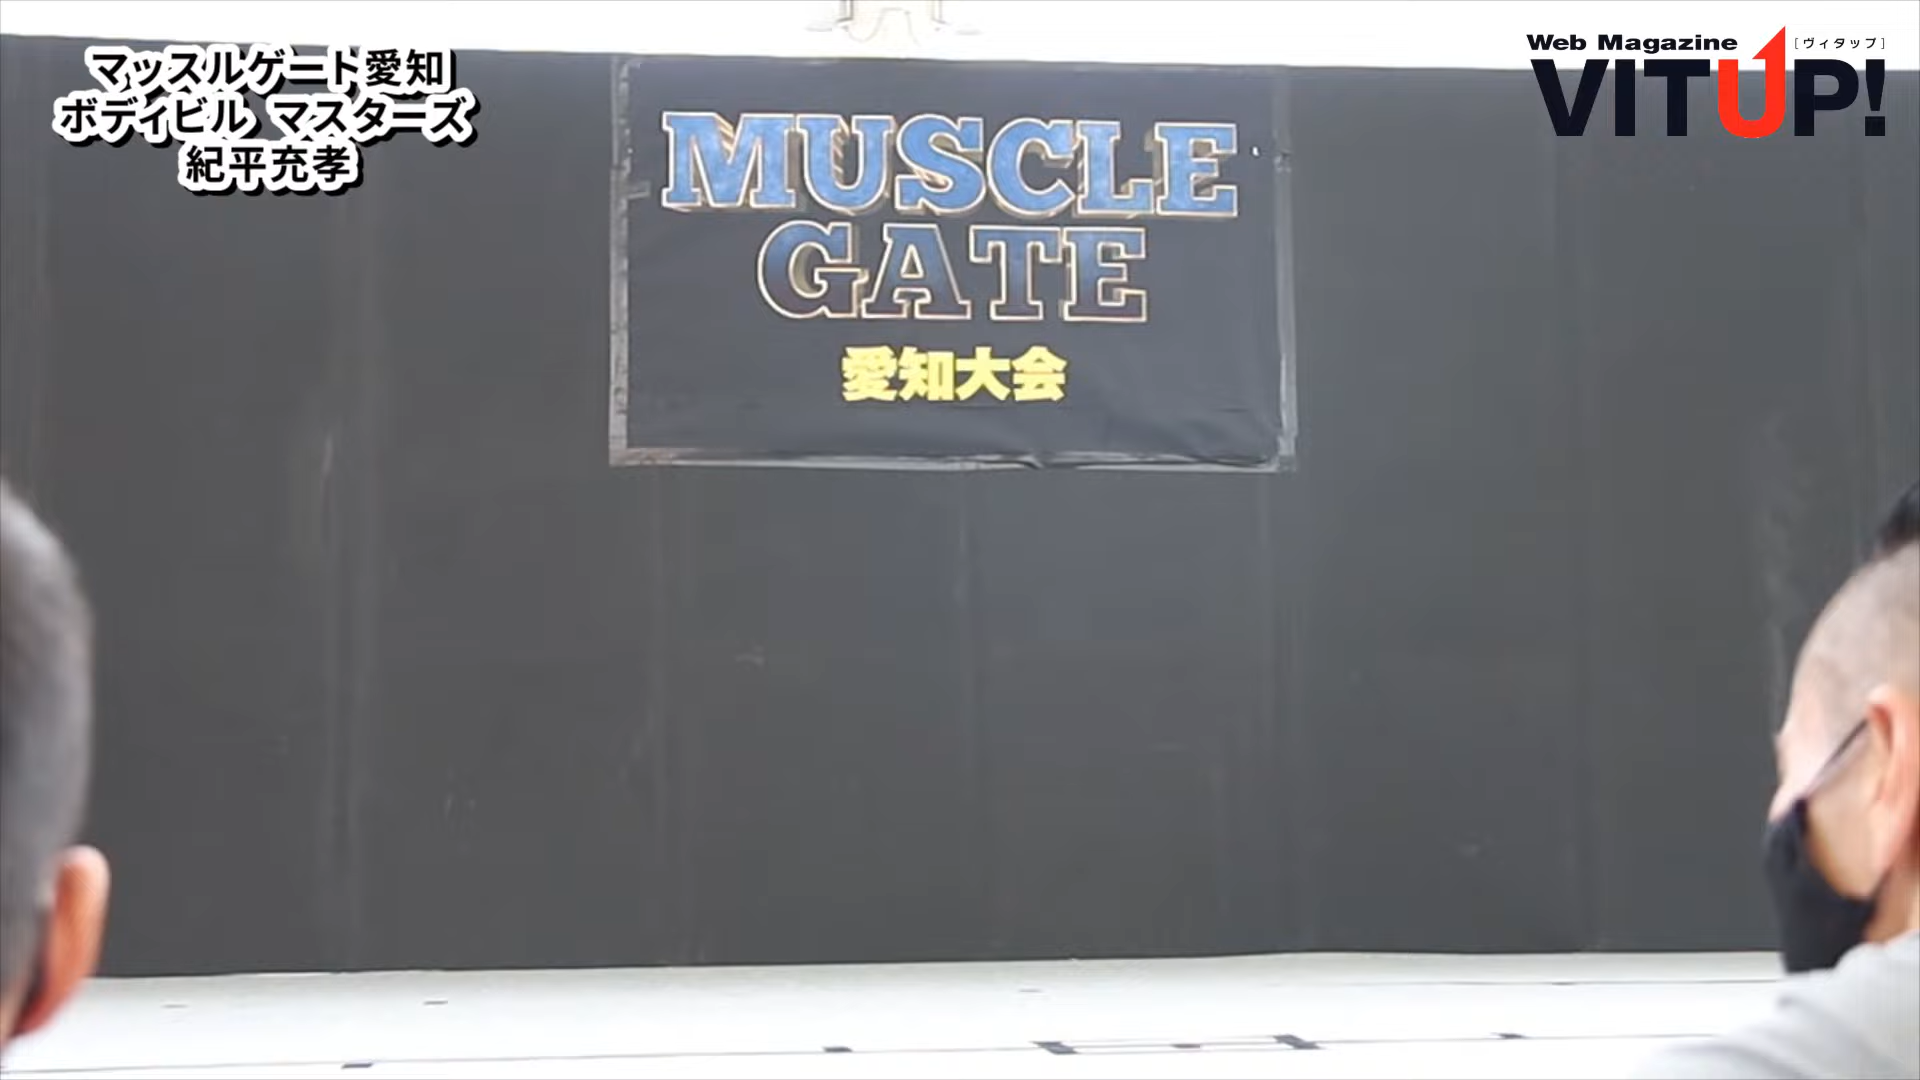 マッスルゲート愛知
ボディビル マスターズ
紀平充孝
Web Magazine
[ヴィタップ]
VITUP!
MUSCLE
GATE
愛知大会